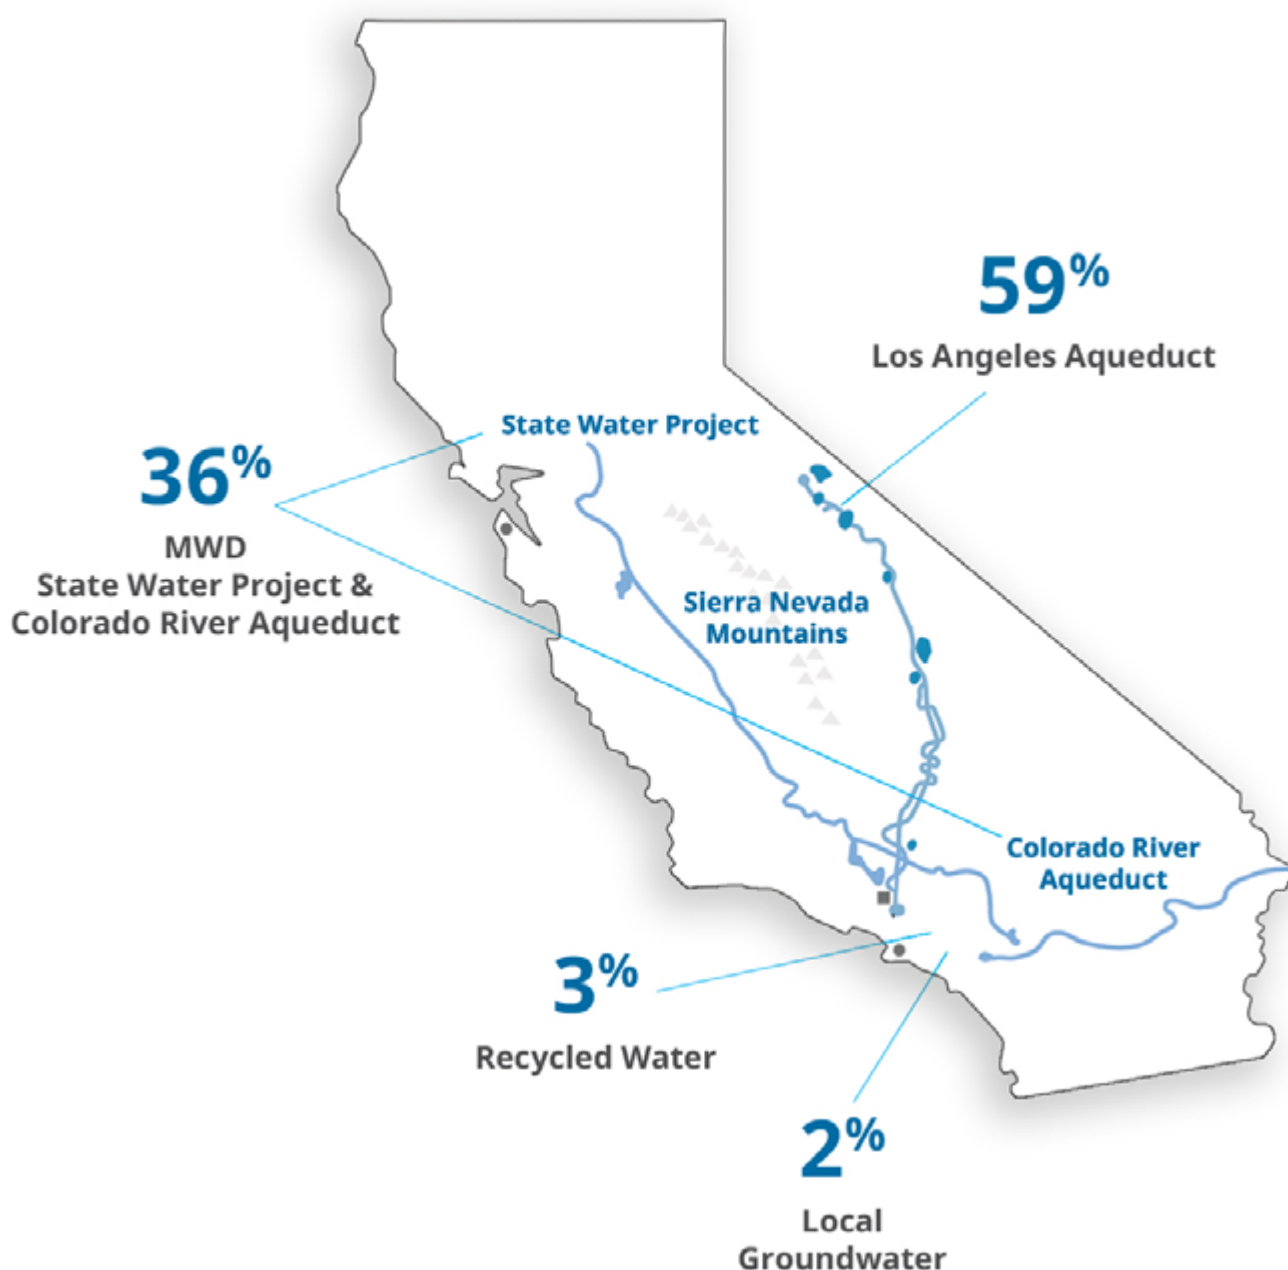 59%
Los Angeles Aqueduct
State Water Project
36%
MWD
State Water Project &
Colorado River Aqueduct
Sierra Nevada
Mountains
Colorado River
Aqueduct
3%
Recycled Water
2%
Local
Groundwater